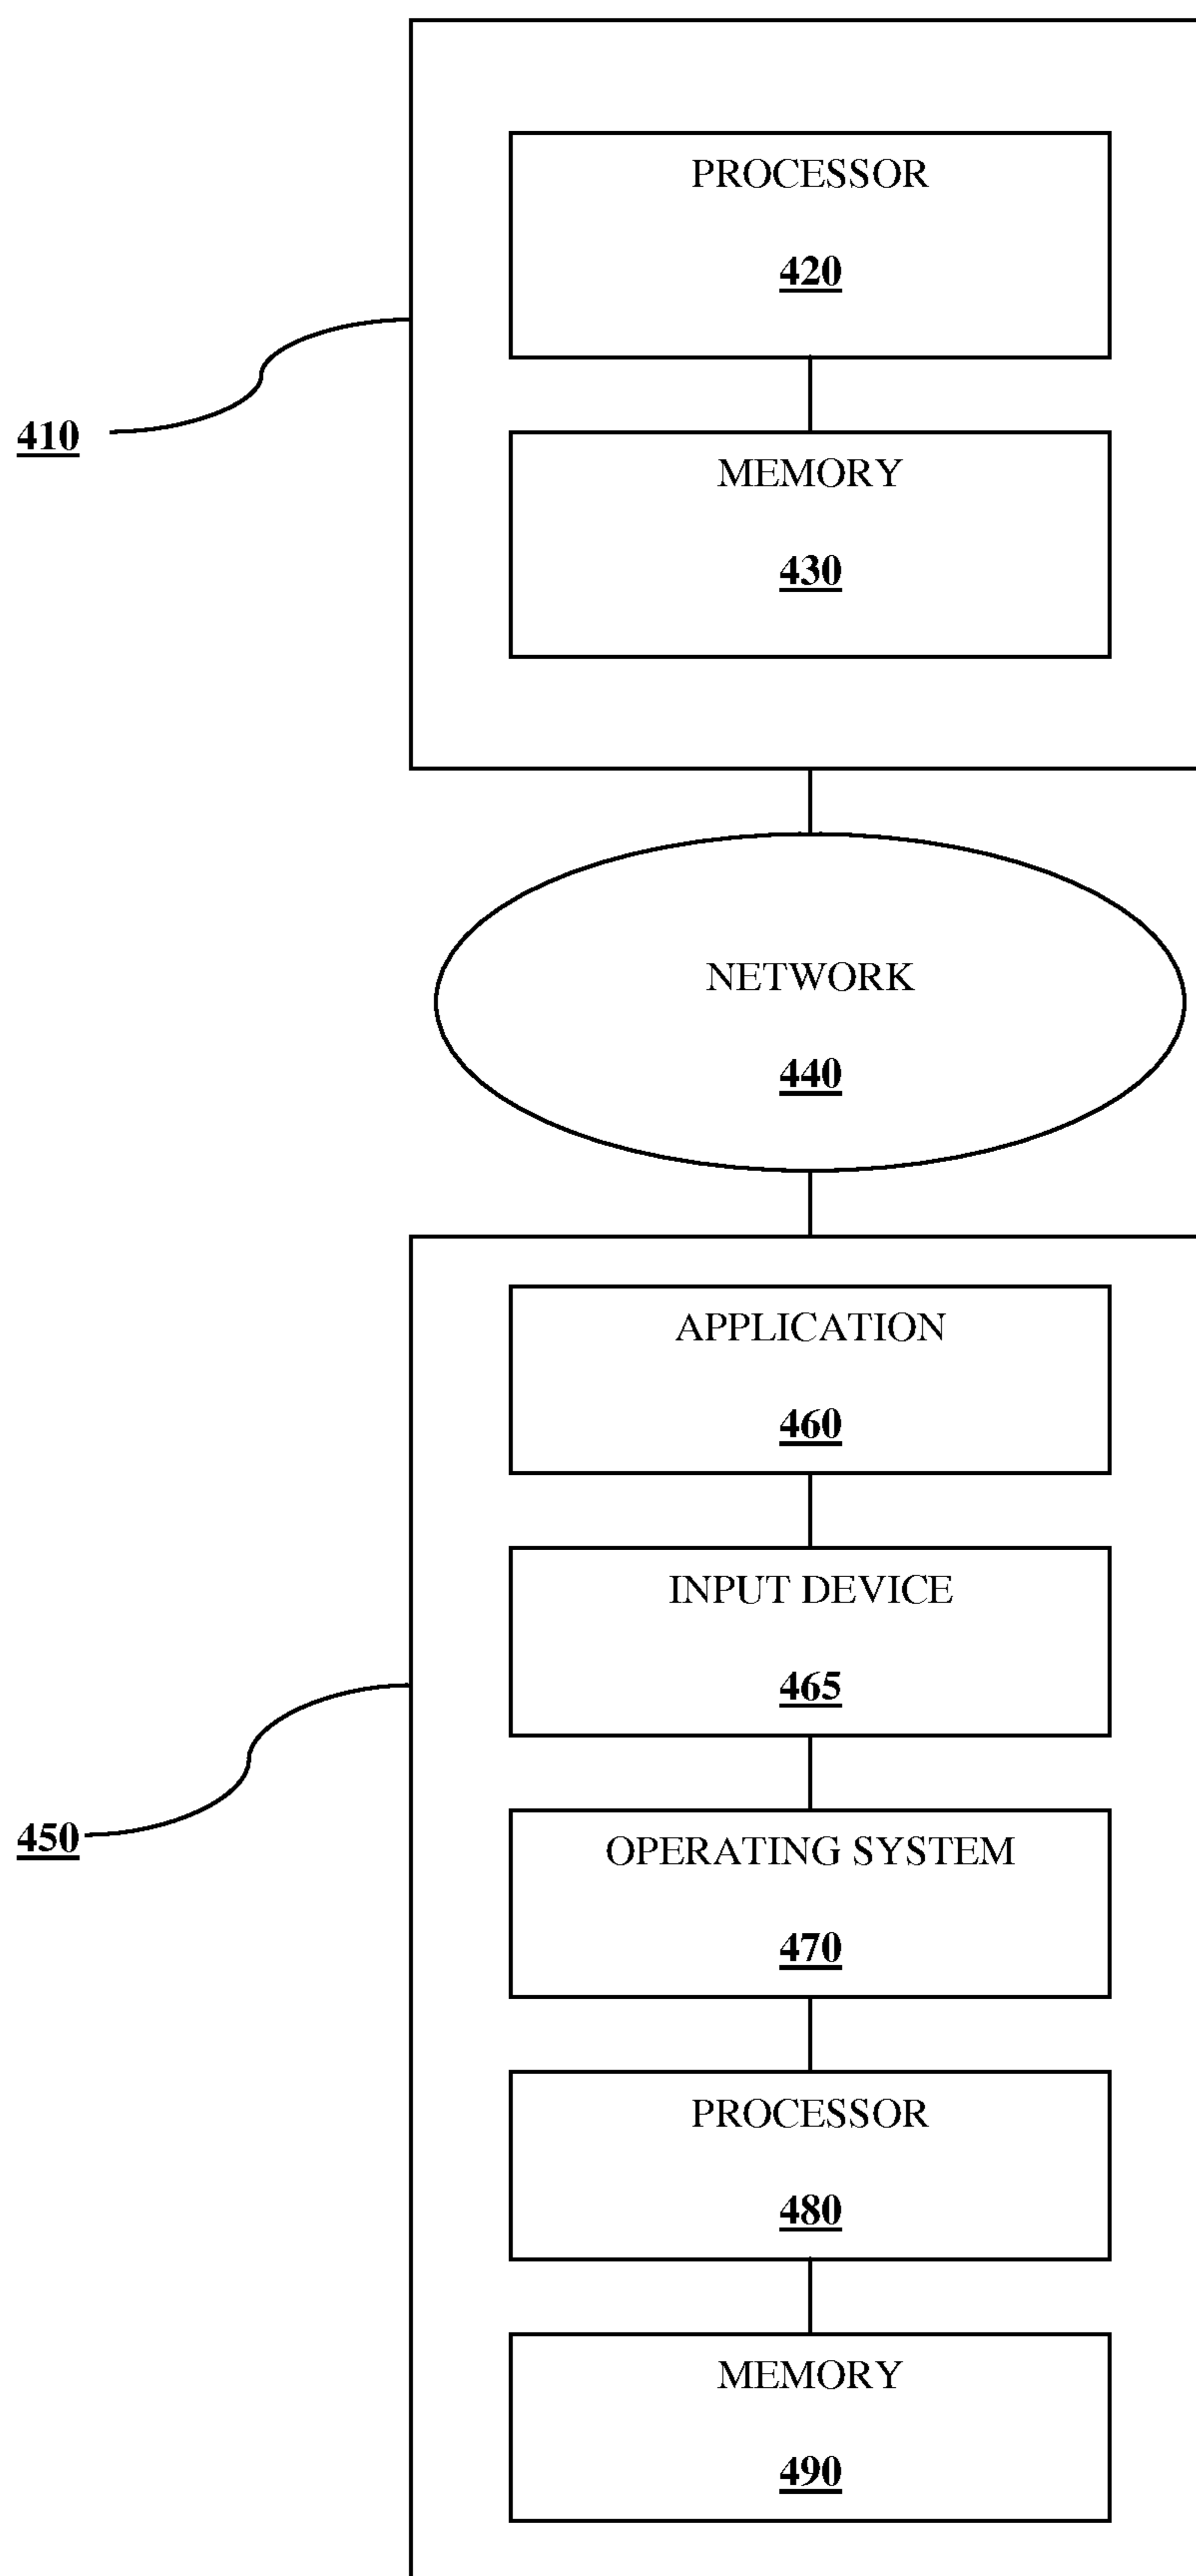 PROCESSOR
420
410
MEMORY
430
NETWORK
440
APPLICATION
460
INPUT DEVICE
465
450
OPERATING SYSTEM
470
PROCESSOR
480
MEMORY
490